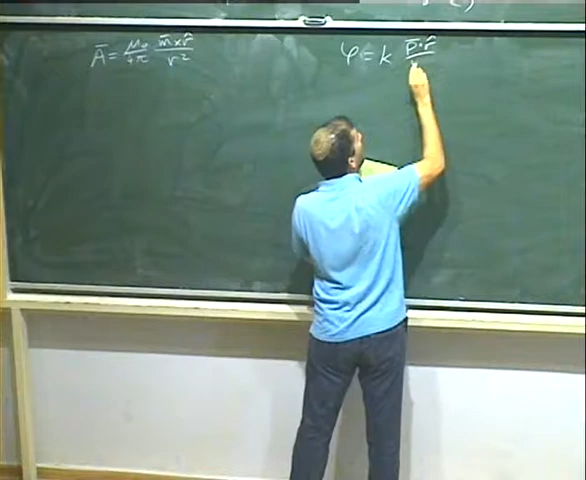 Ā = μ₀/4π m̄×r̂/r²
φ = k p̄·r̂